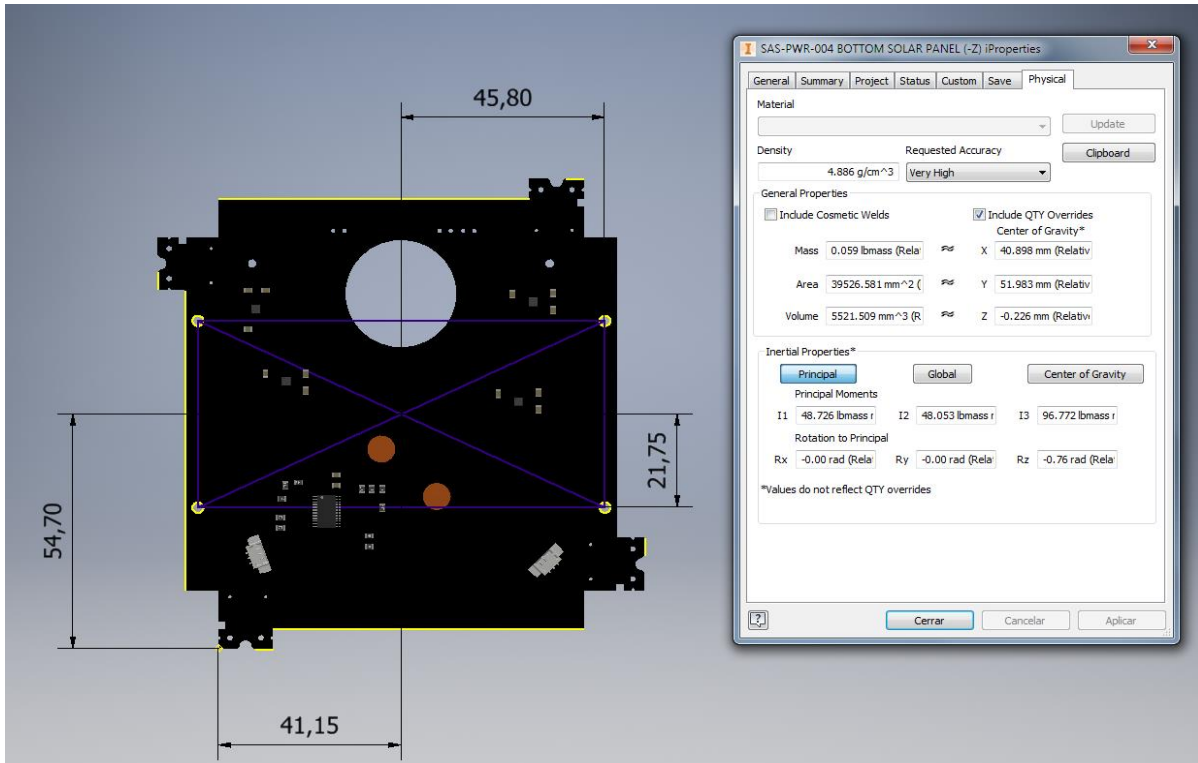 45,80
54,70
21,75
41,15
SAS-PWR-004 BOTTOM SOLAR PANEL (-Z) iProperties
General Summary Project Status Custom Save Physical
Material
Update
Density Requested Accuracy
Clipboard
4.886 g/cm^3 Very High
General Properties
Include Cosmetic Welds Include QTY Overrides
Center of Gravity*
Mass 0.059 lbmass (Rela X 40.898 mm (Relativ
Area 39526.581 mm^2 ( Y 51.983 mm (Relativ
Volume 5521.509 mm^3 (R Z -0.226 mm (Relativ
Inertial Properties*
Principal Global Center of Gravity
Principal Moments
I1 48.726 lbmass r I2 48.053 lbmass r I3 96.772 lbmass r
Rotation to Principal
Rx -0.00 rad (Rela Ry -0.00 rad (Rela Rz -0.76 rad (Rela
*Values do not reflect QTY overrides
Cerrar Cancelar Aplicar